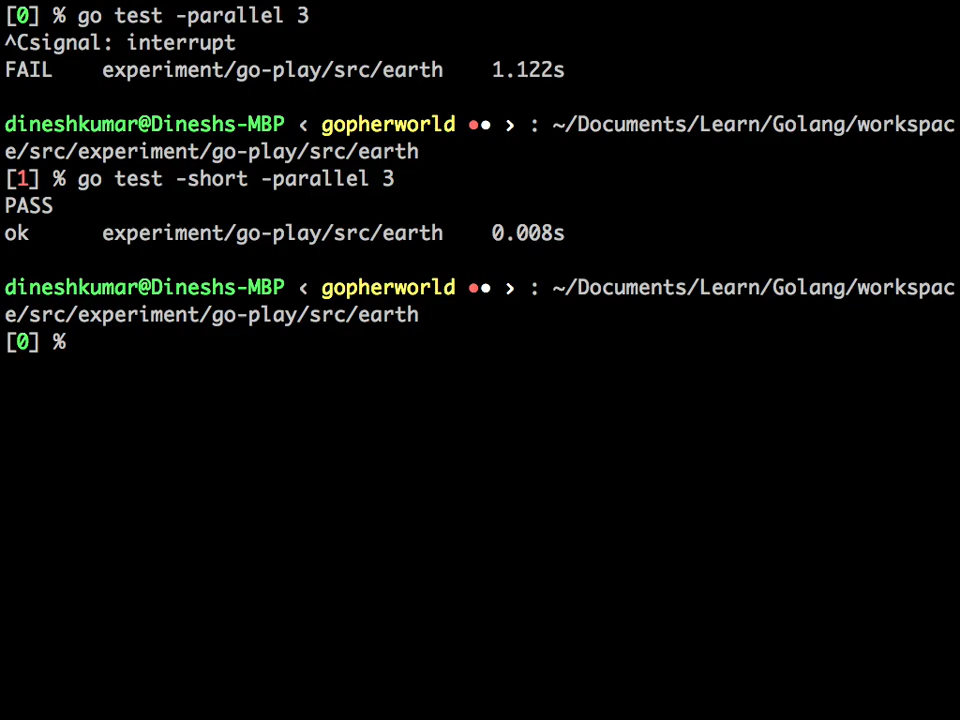 [0] % go test -parallel 3
^Csignal: interrupt
FAIL    experiment/go-play/src/earth    1.122s
dineshkumar@Dineshs-MBP ‹ gopherworld ●● › : ~/Documents/Learn/Golang/workspac
e/src/experiment/go-play/src/earth
[1] % go test -short -parallel 3
PASS
ok      experiment/go-play/src/earth    0.008s
dineshkumar@Dineshs-MBP ‹ gopherworld ●● › : ~/Documents/Learn/Golang/workspac
e/src/experiment/go-play/src/earth
[0] %